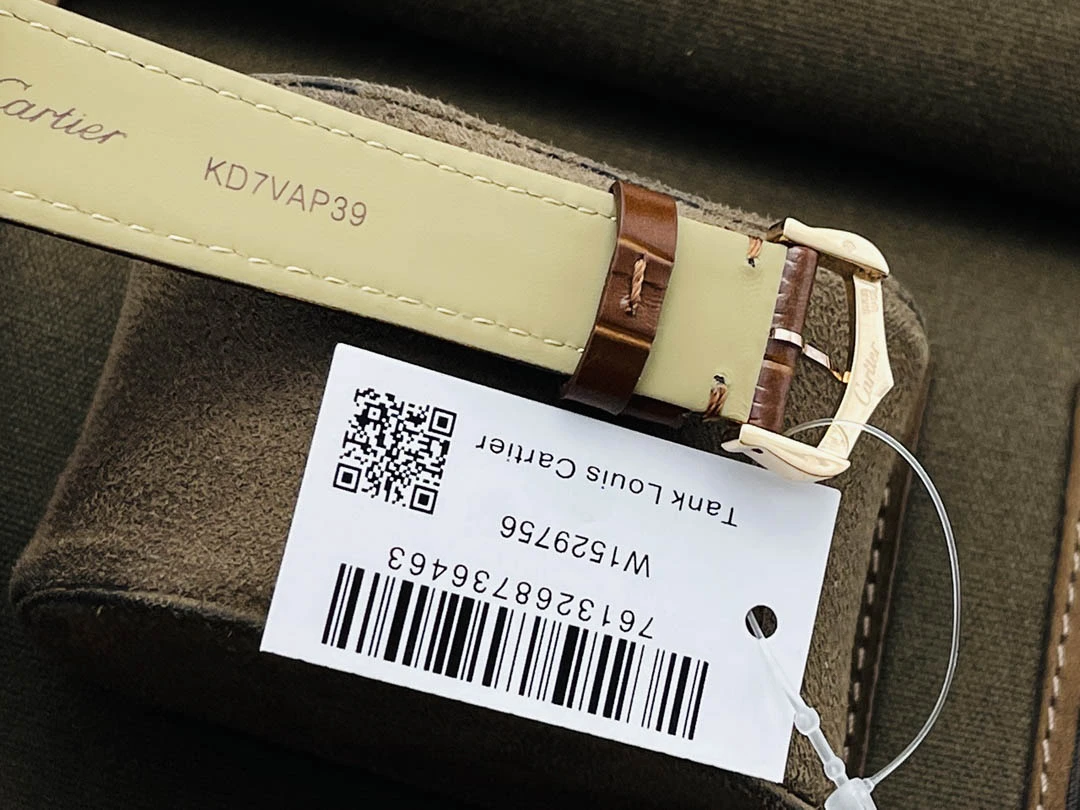 Cartier
KD7VAP39
Cartier
Tank Louis Cartier
W1529756
7613268736463